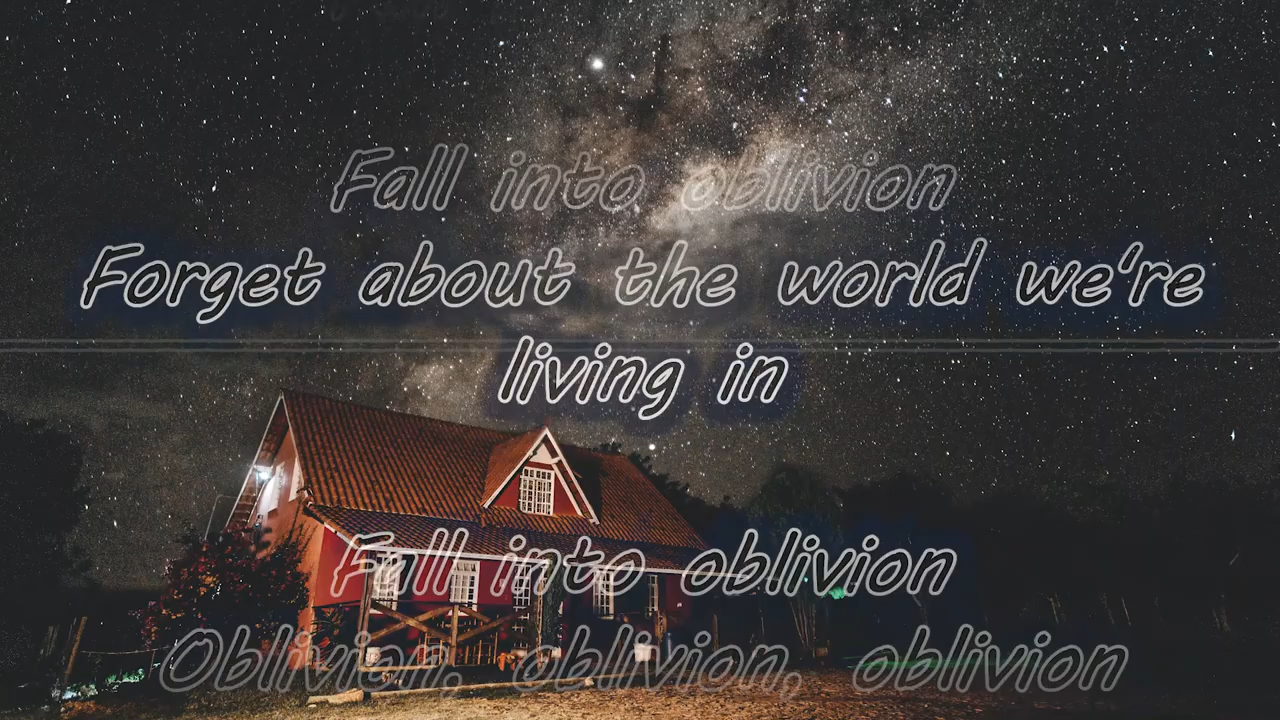 Fall into oblivion
Forget about the world we're
living in
Fall into oblivion
Oblivion, oblivion, oblivion